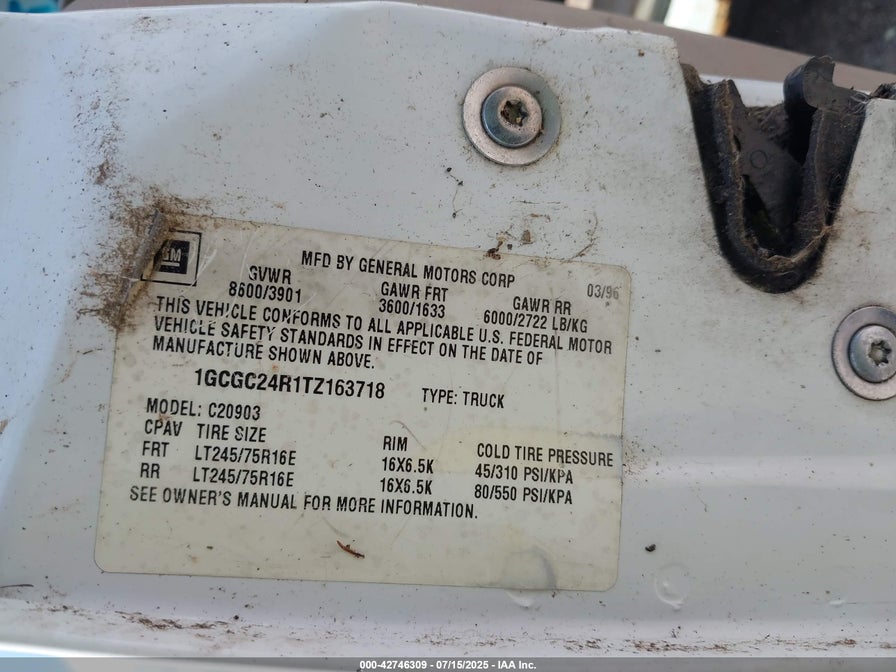 GM
MFD BY GENERAL MOTORS CORP 03/96
GVWR GAWR FRT GAWR RR
8600/3901 3600/1633 6000/2722 LB/KG
THIS VEHICLE CONFORMS TO ALL APPLICABLE U.S. FEDERAL MOTOR
VEHICLE SAFETY STANDARDS IN EFFECT ON THE DATE OF
MANUFACTURE SHOWN ABOVE.
1GCGC24R1TZ163718 TYPE: TRUCK
MODEL: C20903
CPAV TIRE SIZE RIM COLD TIRE PRESSURE
FRT LT245/75R16E 16X6.5K 45/310 PSI/KPA
RR LT245/75R16E 16X6.5K 80/550 PSI/KPA
SEE OWNER'S MANUAL FOR MORE INFORMATION.
000-42746309 - 07/15/2025 - IAA Inc.